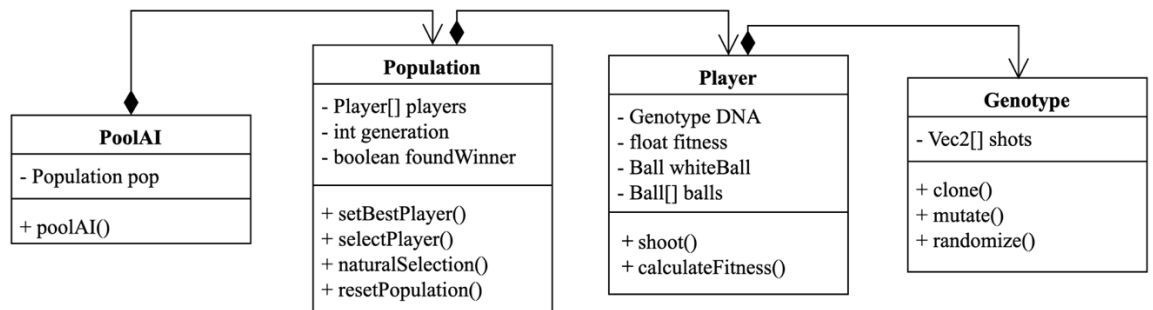 PoolAI
- Population pop
+ poolAI()
Population
- Player[] players
- int generation
- boolean foundWinner
+ setBestPlayer()
+ selectPlayer()
+ naturalSelection()
+ resetPopulation()
Player
- Genotype DNA
- float fitness
- Ball whiteBall
- Ball[] balls
+ shoot()
+ calculateFitness()
Genotype
- Vec2[] shots
+ clone()
+ mutate()
+ randomize()